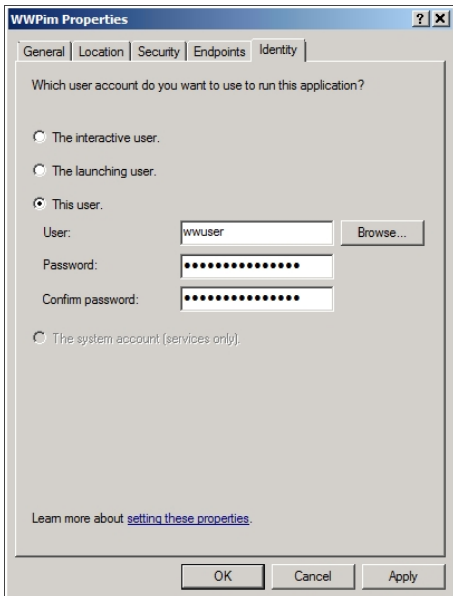 WWPim Properties
General Location Security Endpoints Identity
Which user account do you want to use to run this application?
The interactive user.
The launching user.
This user.
User: wwuser Browse...
Password: •••••••••••••••
Confirm password: •••••••••••••••
The system account (services only).
Learn more about setting these properties.
OK Cancel Apply